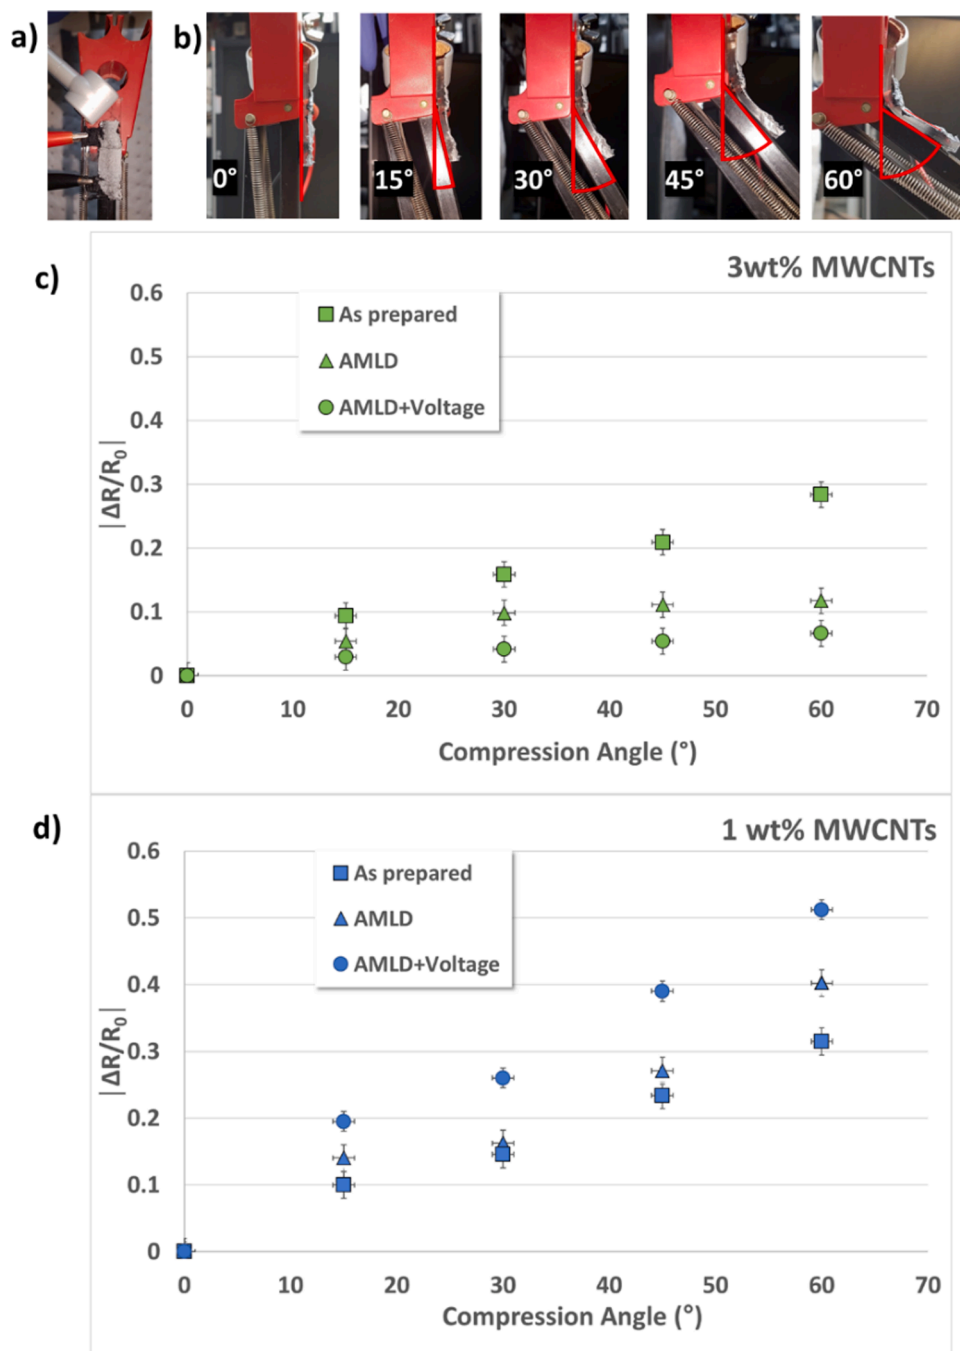 a)
b)
0°
15°
30°
45°
60°
c)
3wt% MWCNTs
0.6
0.5
0.4
0.3
0.2
0.1
0
|ΔR/R₀|
As prepared
AMLD
AMLD+Voltage
0 10 20 30 40 50 60 70
Compression Angle (°)
d)
1 wt% MWCNTs
0.6
0.5
0.4
0.3
0.2
0.1
0
|ΔR/R₀|
As prepared
AMLD
AMLD+Voltage
0 10 20 30 40 50 60 70
Compression Angle (°)